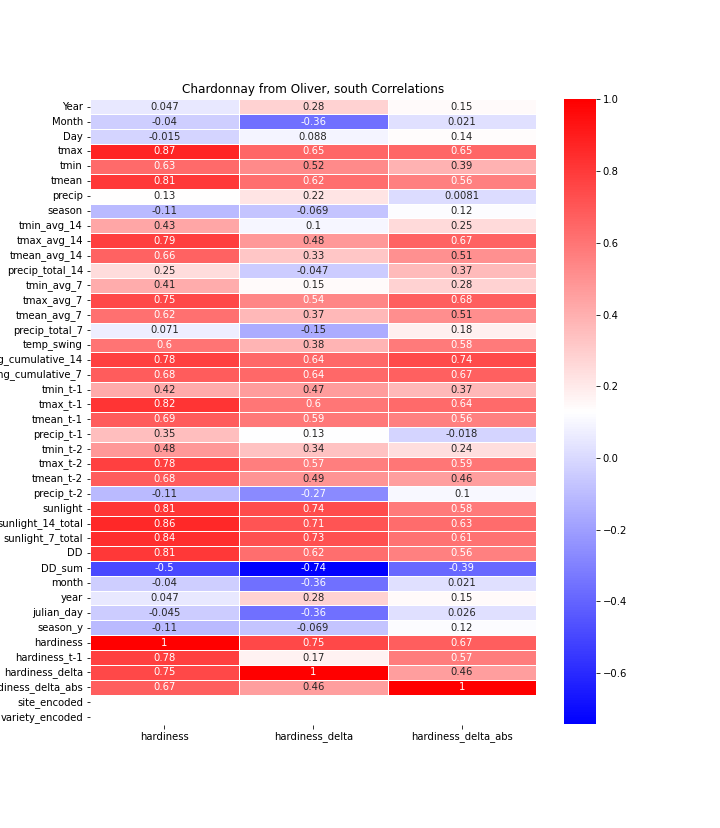 Chardonnay from Oliver, south Correlations
Year 0.047 0.28 0.15
Month -0.04 -0.36 0.021
Day -0.015 0.088 0.14
tmax 0.87 0.65 0.65
tmin 0.63 0.52 0.39
tmean 0.81 0.62 0.56
precip 0.13 0.22 0.0081
season -0.11 -0.069 0.12
tmin_avg_14 0.43 0.1 0.25
tmax_avg_14 0.79 0.48 0.67
tmean_avg_14 0.66 0.33 0.51
precip_total_14 0.25 -0.047 0.37
tmin_avg_7 0.41 0.15 0.28
tmax_avg_7 0.75 0.54 0.68
tmean_avg_7 0.62 0.37 0.51
precip_total_7 0.071 -0.15 0.18
temp_swing 0.6 0.38 0.58
g_cumulative_14 0.78 0.64 0.74
ng_cumulative_7 0.68 0.64 0.67
tmin_t-1 0.42 0.47 0.37
tmax_t-1 0.82 0.6 0.64
tmean_t-1 0.69 0.59 0.56
precip_t-1 0.35 0.13 -0.018
tmin_t-2 0.48 0.34 0.24
tmax_t-2 0.78 0.57 0.59
tmean_t-2 0.68 0.49 0.46
precip_t-2 -0.11 -0.27 0.1
sunlight 0.81 0.74 0.58
sunlight_14_total 0.86 0.71 0.63
sunlight_7_total 0.84 0.73 0.61
DD 0.81 0.62 0.56
DD_sum -0.5 -0.74 -0.39
month -0.04 -0.36 0.021
year 0.047 0.28 0.15
julian_day -0.045 -0.36 0.026
season_y -0.11 -0.069 0.12
hardiness 1 0.75 0.67
hardiness_t-1 0.78 0.17 0.57
hardiness_delta 0.75 1 0.46
diness_delta_abs 0.67 0.46 1
site_encoded
variety_encoded
hardiness hardiness_delta hardiness_delta_abs
1.0
0.8
0.6
0.4
0.2
0.0
−0.2
−0.4
−0.6